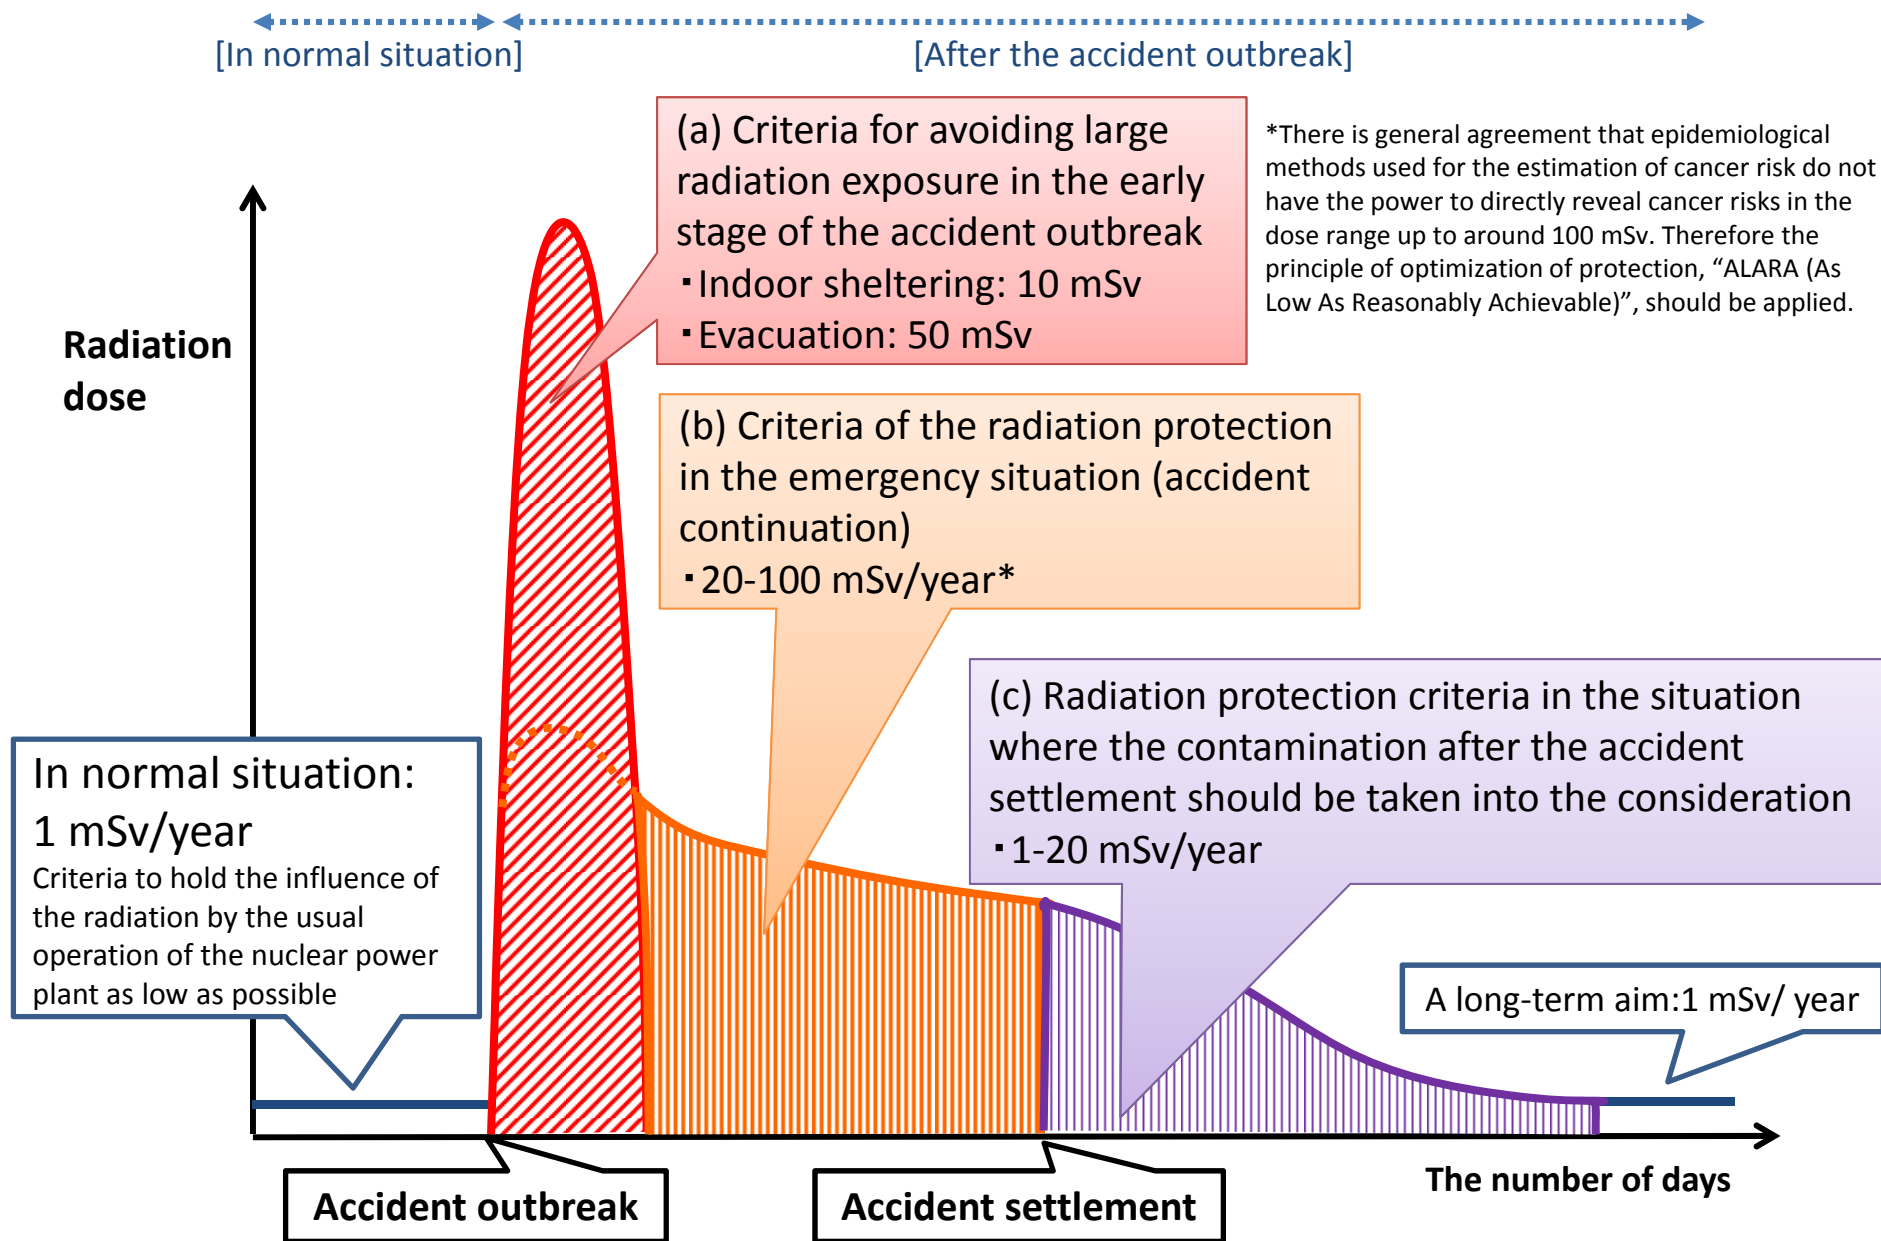 [In normal situation]
[After the accident outbreak]
(a) Criteria for avoiding large
radiation exposure in the early
stage of the accident outbreak
▪Indoor sheltering: 10 mSv
▪Evacuation: 50 mSv
*There is general agreement that epidemiological
methods used for the estimation of cancer risk do not
have the power to directly reveal cancer risks in the
dose range up to around 100 mSv. Therefore the
principle of optimization of protection, “ALARA (As
Low As Reasonably Achievable)”, should be applied.
Radiation
dose
(b) Criteria of the radiation protection
in the emergency situation (accident
continuation)
▪20-100 mSv/year*
(c) Radiation protection criteria in the situation
where the contamination after the accident
settlement should be taken into the consideration
▪1-20 mSv/year
In normal situation:
1 mSv/year
Criteria to hold the influence of
the radiation by the usual
operation of the nuclear power
plant as low as possible
A long-term aim:1 mSv/ year
The number of days
Accident outbreak
Accident settlement